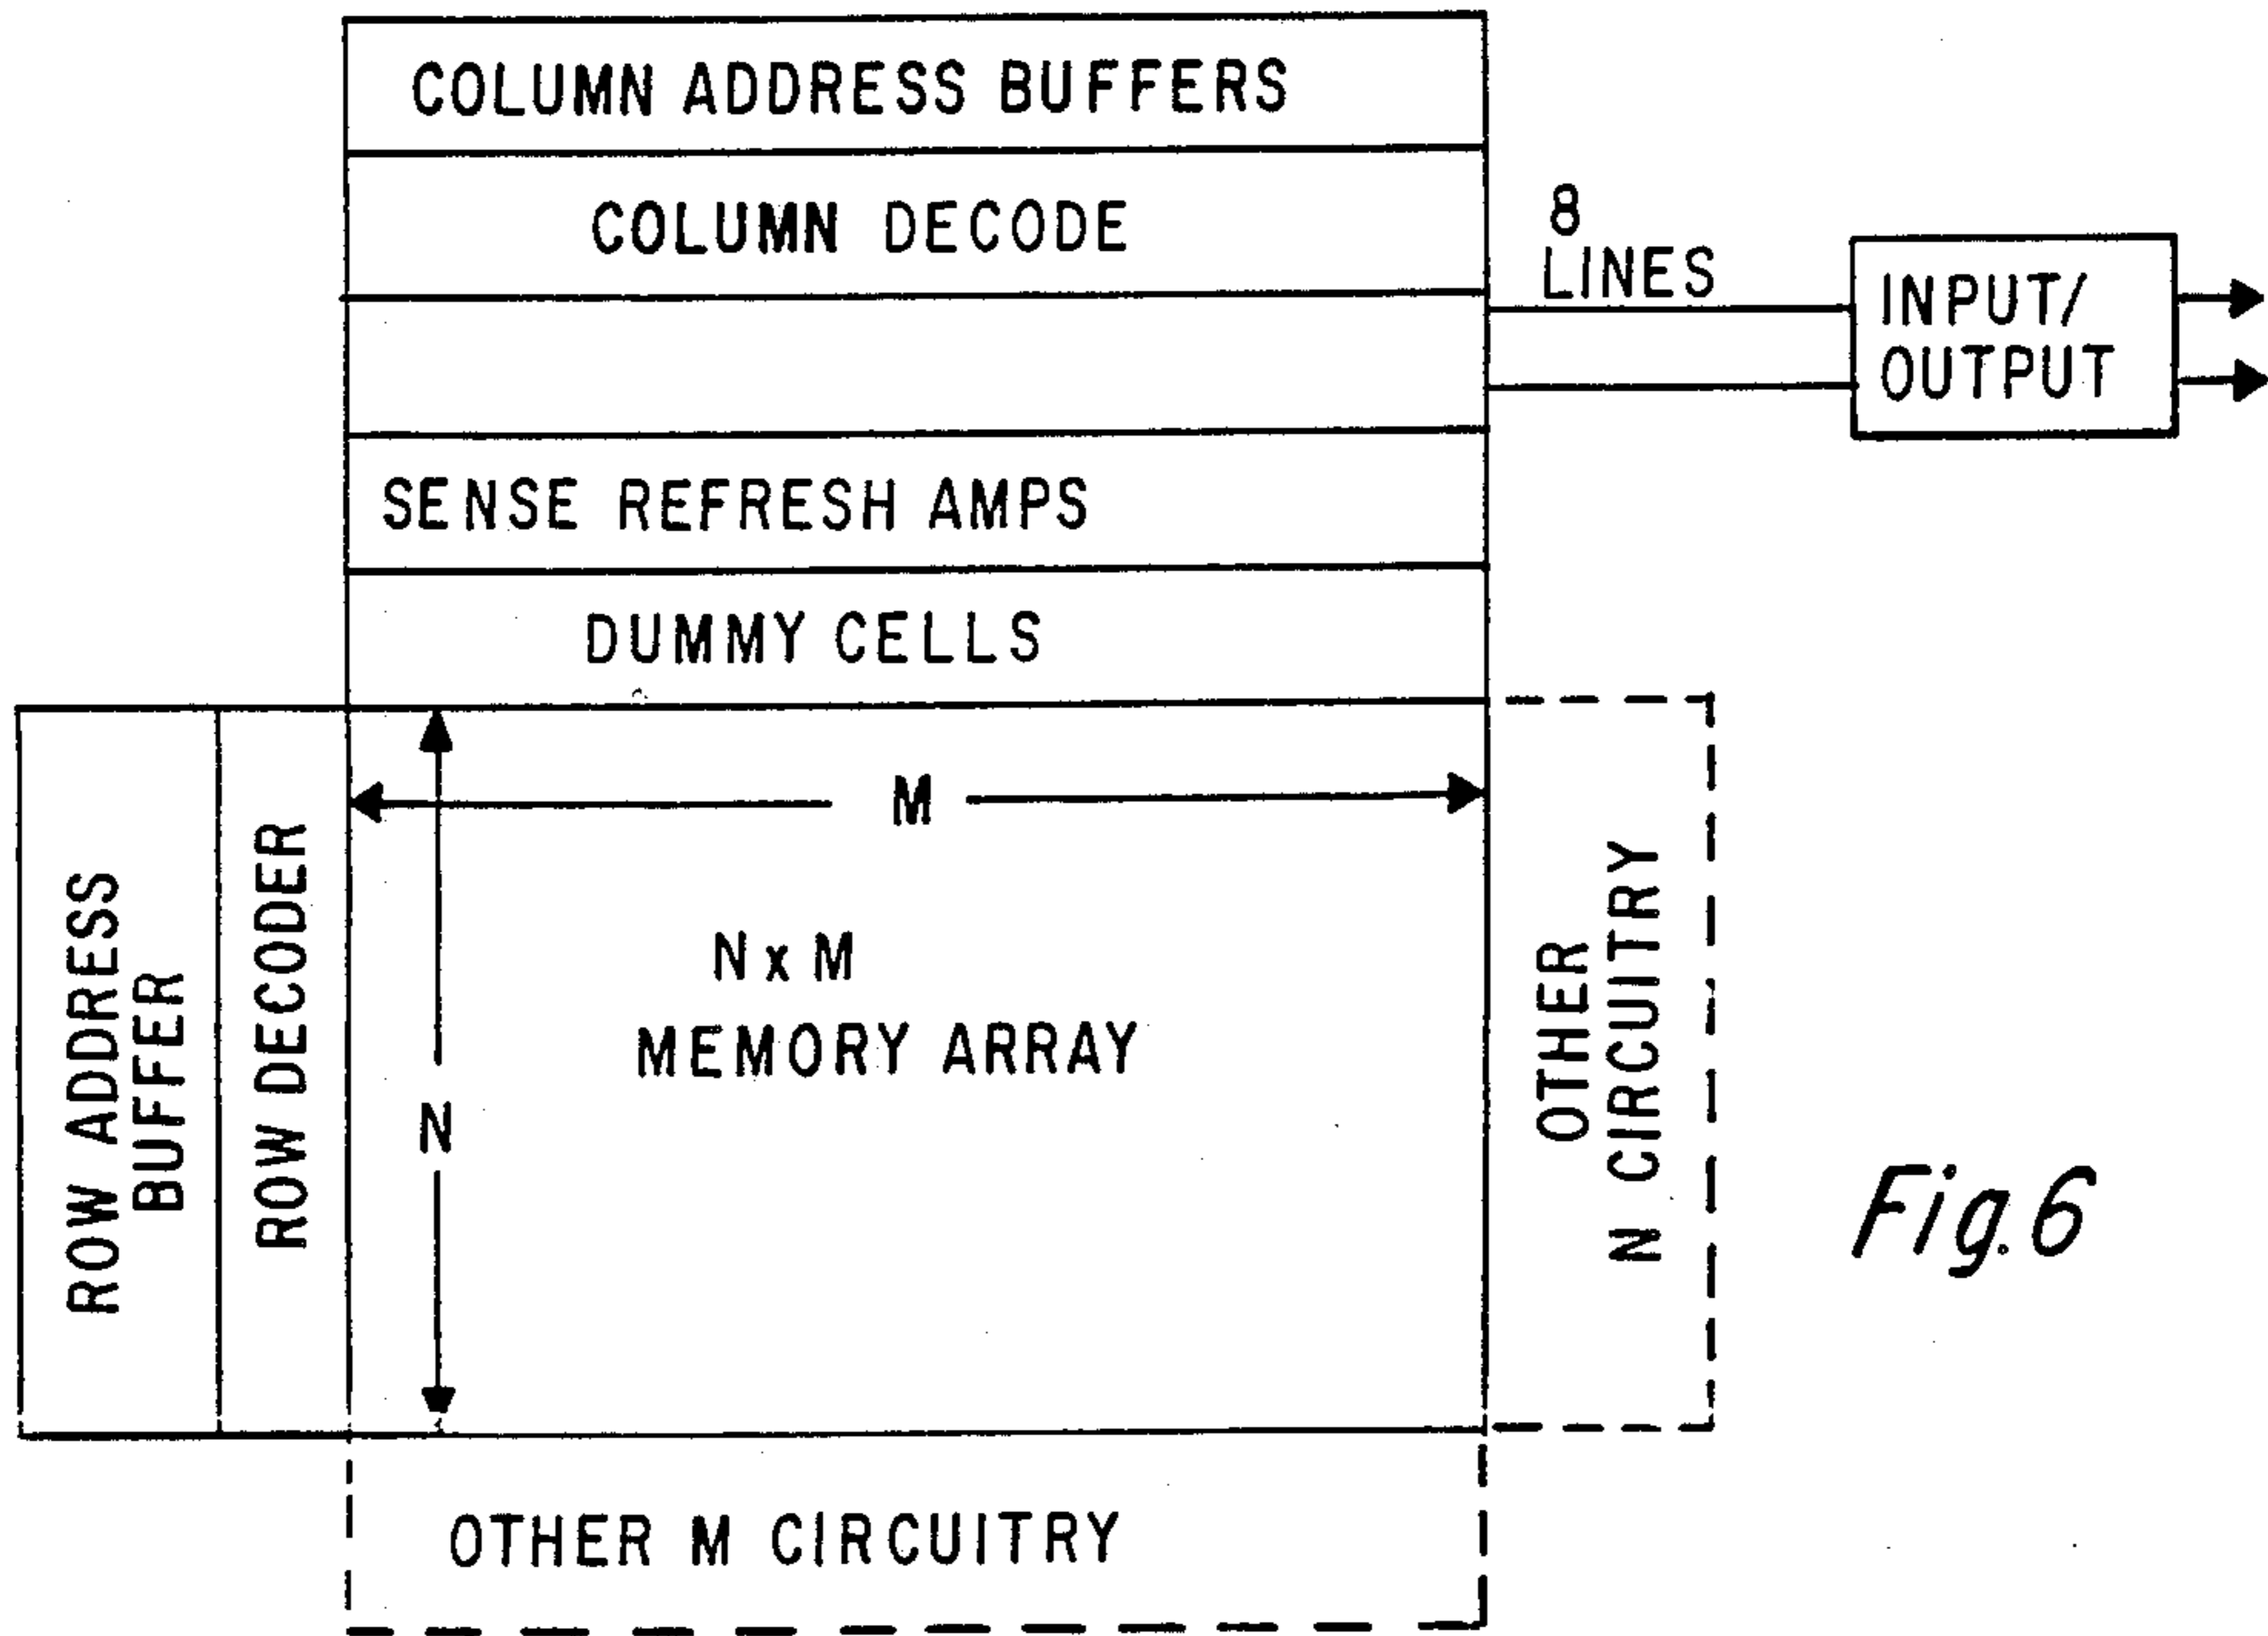 COLUMN ADDRESS BUFFERS
COLUMN DECODE
8
LINES
INPUT/
OUTPUT
SENSE REFRESH AMPS
DUMMY CELLS
ROW ADDRESS
BUFFER
ROW DECODER
M
N
N x M
MEMORY ARRAY
OTHER
N CIRCUITRY
OTHER M CIRCUITRY
Fig.6